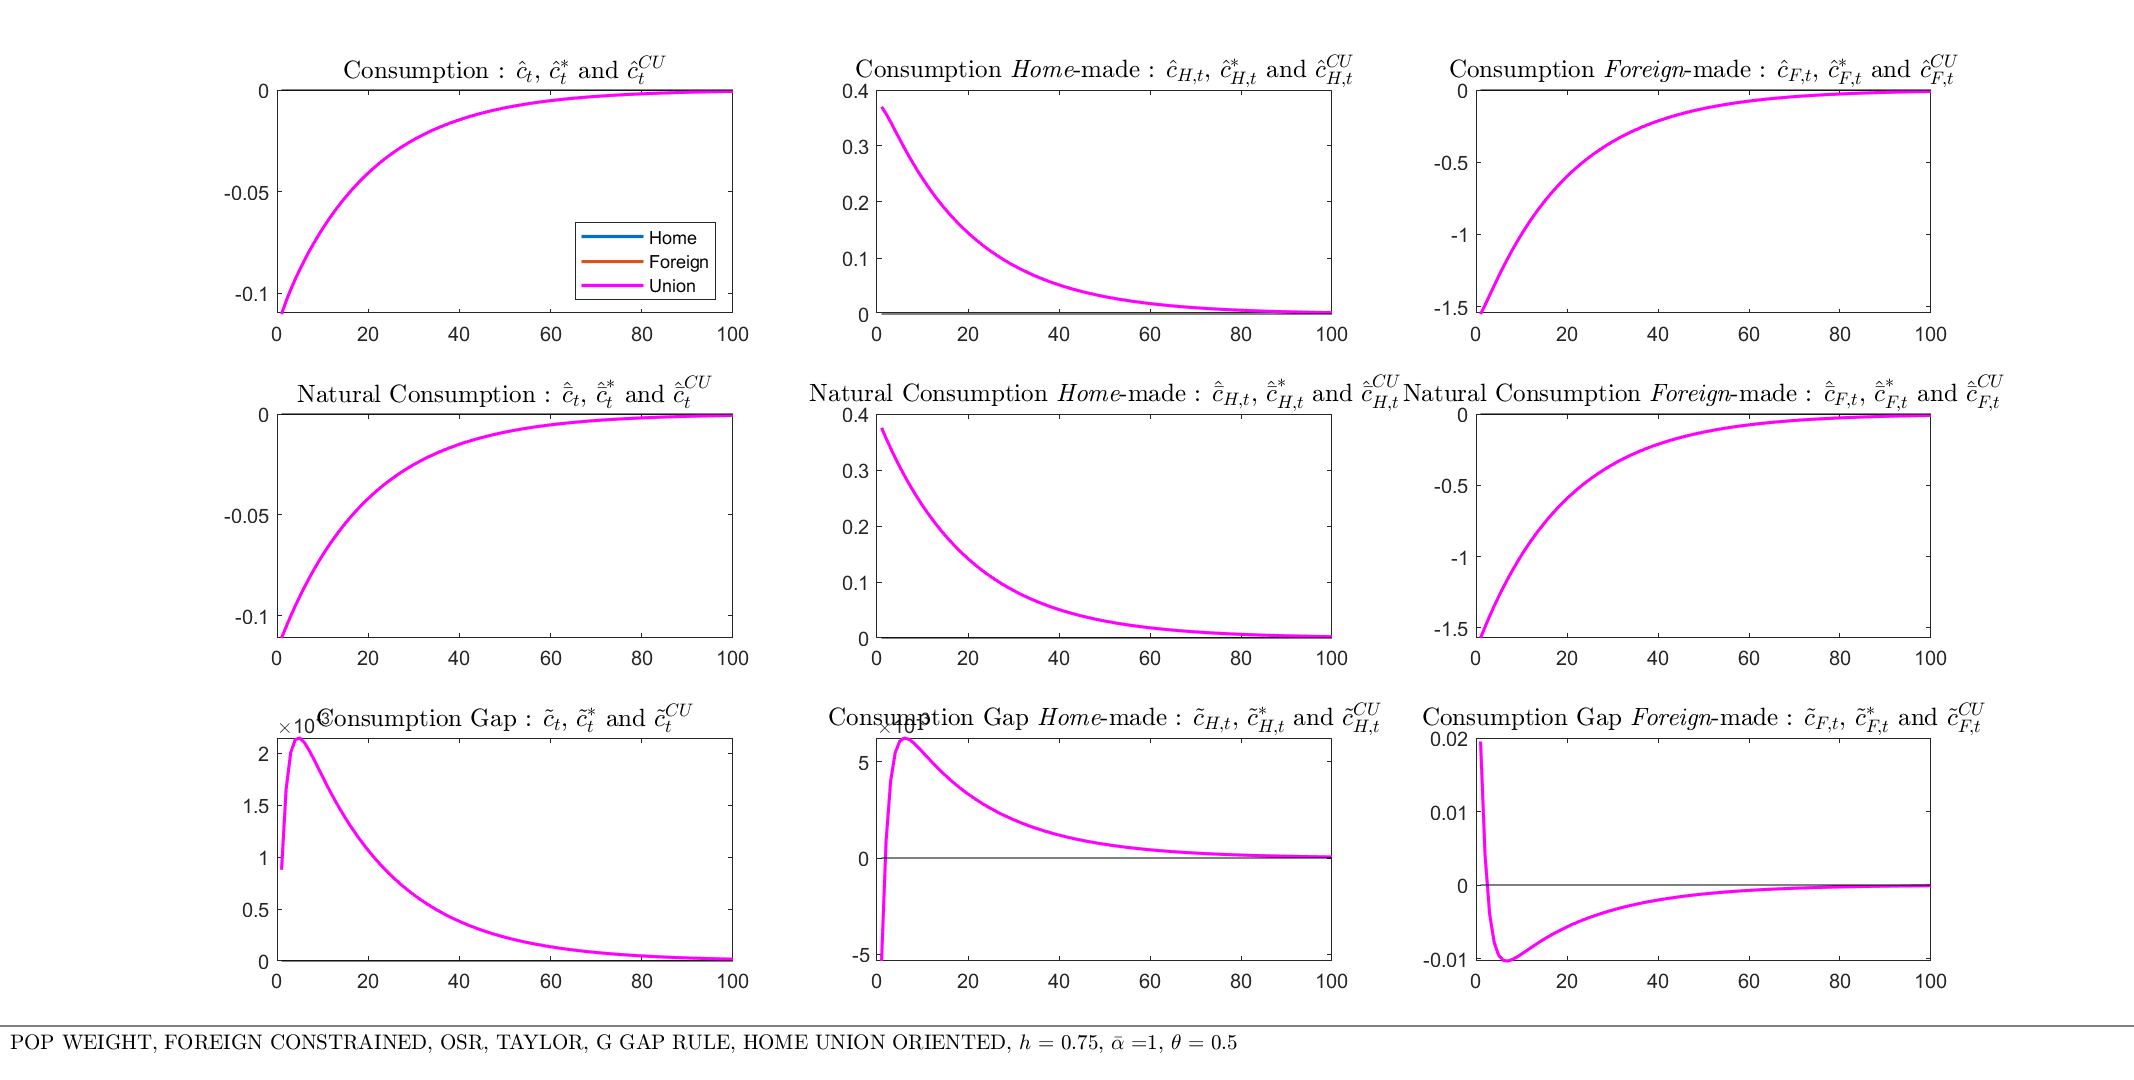 Consumption : ĉ_t, ĉ*_t and ĉ^CU_t
Consumption Home-made : ĉ_H,t, ĉ*_H,t and ĉ^CU_H,t
Consumption Foreign-made : ĉ_F,t, ĉ*_F,t and ĉ^CU_F,t
0
-0.05
-0.1
0 20 40 60 80 100
Home
Foreign
Union
0.4
0.3
0.2
0.1
0
0 20 40 60 80 100
0
-0.5
-1
-1.5
0 20 40 60 80 100
Natural Consumption : ĉ̄_t, ĉ̄*_t and ĉ̄^CU_t
Natural Consumption Home-made : ĉ̄_H,t, ĉ̄*_H,t and ĉ̄^CU_H,t
Natural Consumption Foreign-made : ĉ̄_F,t, ĉ̄*_F,t and ĉ̄^CU_F,t
0
-0.05
-0.1
0 20 40 60 80 100
0.4
0.3
0.2
0.1
0
0 20 40 60 80 100
0
-0.5
-1
-1.5
0 20 40 60 80 100
Consumption Gap : c̃_t, c̃*_t and c̃^CU_t
Consumption Gap Home-made : c̃_H,t, c̃*_H,t and c̃^CU_H,t
Consumption Gap Foreign-made : c̃_F,t, c̃*_F,t and c̃^CU_F,t
×10^-3
2
1.5
1
0.5
0
0 20 40 60 80 100
×10^-3
5
0
-5
0 20 40 60 80 100
0.02
0.01
0
-0.01
0 20 40 60 80 100
POP WEIGHT, FOREIGN CONSTRAINED, OSR, TAYLOR, G GAP RULE, HOME UNION ORIENTED, h = 0.75, ᾱ =1, θ = 0.5